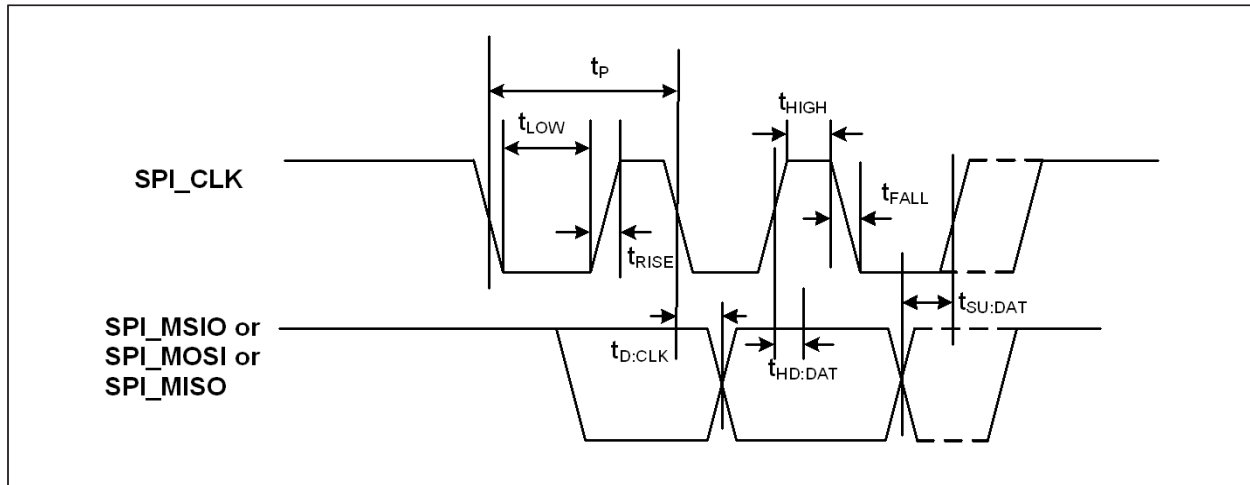 tP
tHIGH
tLOW
SPI_CLK
tFALL
tRISE
SPI_MSIO or
SPI_MOSI or
SPI_MISO
tSU:DAT
tD:CLK
tHD:DAT